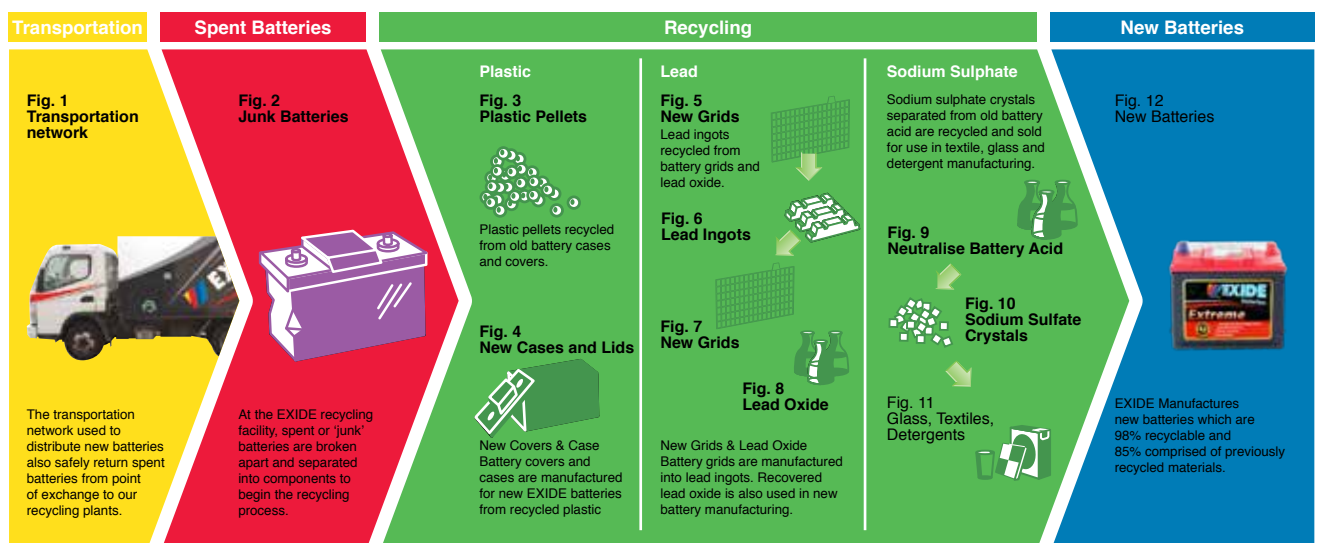 Transportation
Spent Batteries
Recycling
New Batteries
Fig. 1
Transportation
network
The transportation
network used to
distribute new batteries
also safely return spent
batteries from point
of exchange to our
recycling plants.
Fig. 2
Junk Batteries
At the EXIDE recycling
facility, spent or ‘junk’
batteries are broken
apart and separated
into components to
begin the recycling
process.
Plastic
Fig. 3
Plastic Pellets
Plastic pellets recycled
from old battery cases
and covers.
Fig. 4
New Cases and Lids
New Covers & Case
Battery covers and
cases are manufactured
for new EXIDE batteries
from recycled plastic
Lead
Fig. 5
New Grids
Lead ingots
recycled from
battery grids and
lead oxide.
Fig. 6
Lead Ingots
Fig. 7
New Grids
Fig. 8
Lead Oxide
New Grids & Lead Oxide
Battery grids are manufactured
into lead ingots. Recovered
lead oxide is also used in new
battery manufacturing.
Sodium Sulphate
Sodium sulphate crystals
separated from old battery
acid are recycled and sold
for use in textile, glass and
detergent manufacturing.
Fig. 9
Neutralise Battery Acid
Fig. 10
Sodium Sulfate
Crystals
Fig. 11
Glass, Textiles,
Detergents
Fig. 12
New Batteries
EXIDE
Extreme
EXIDE Manufactures
new batteries which are
98% recyclable and
85% comprised of previously
recycled materials.